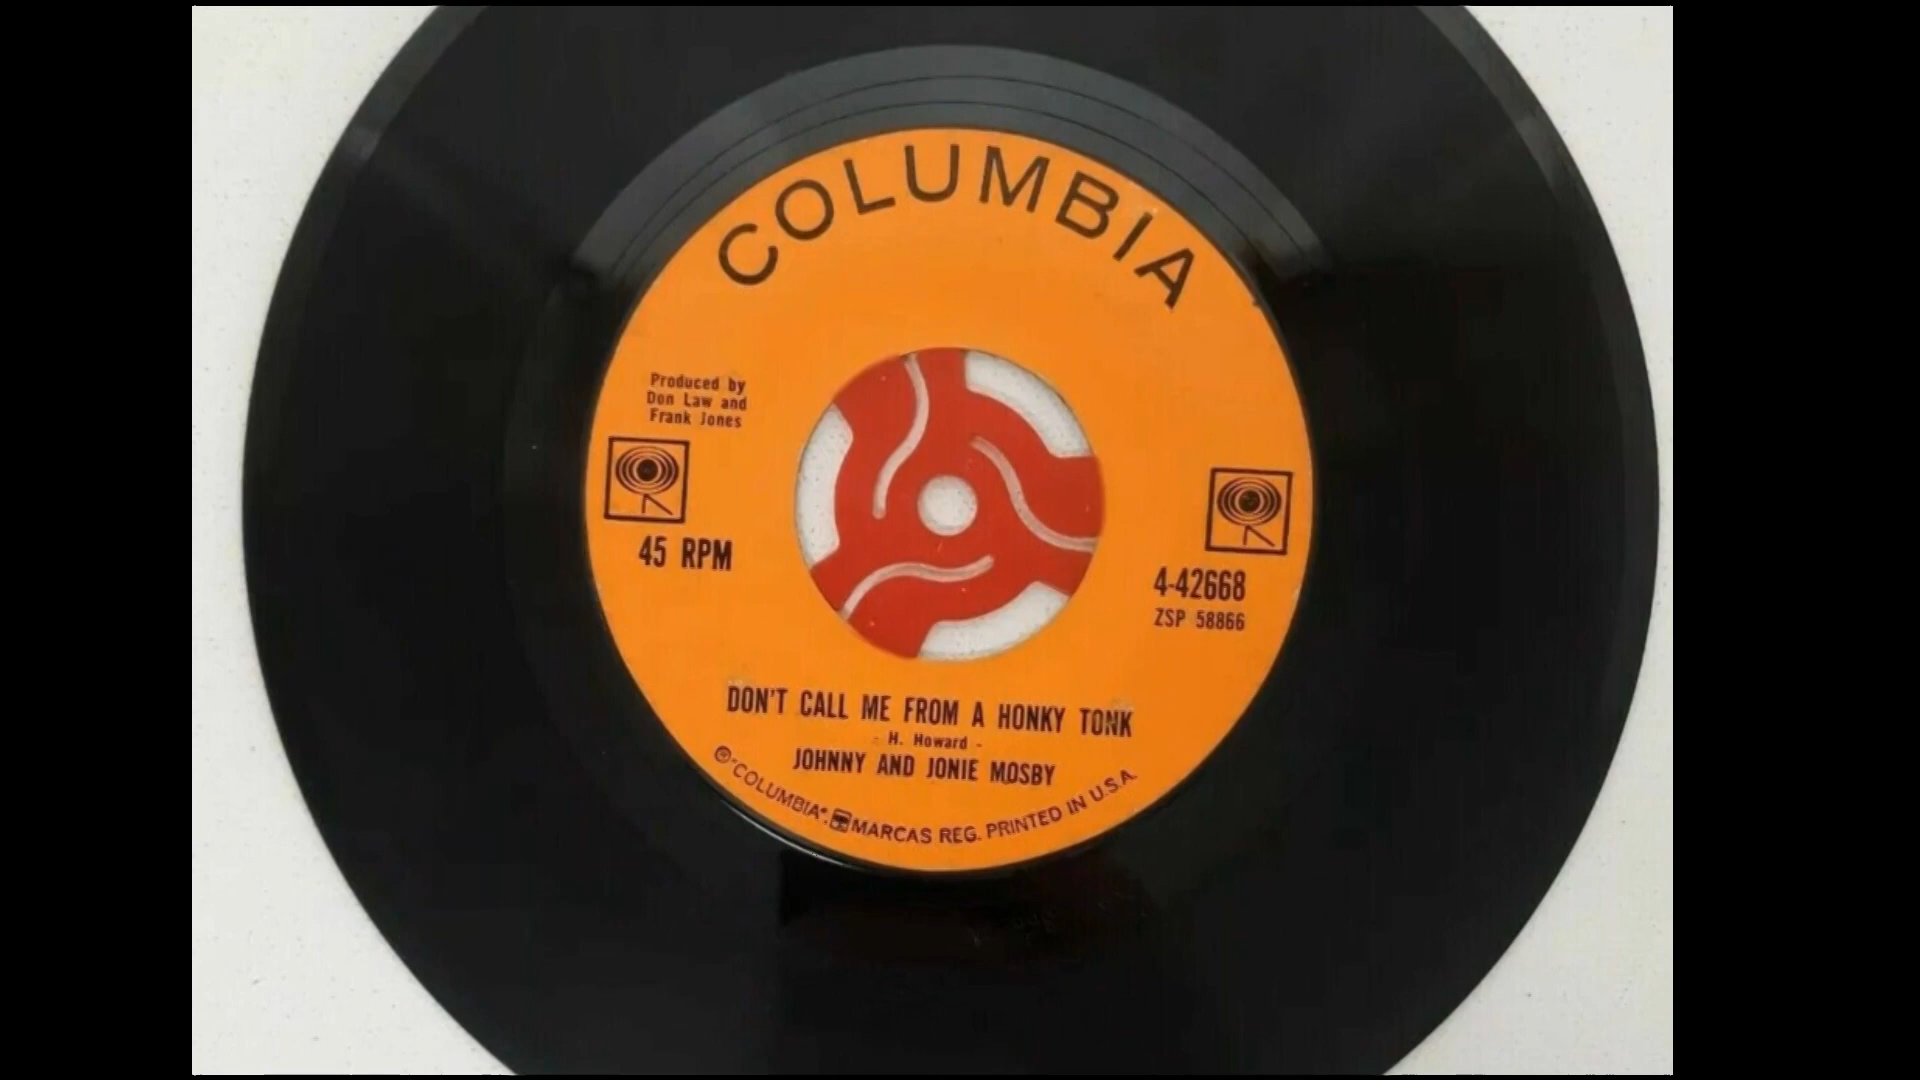 COLUMBIA
Produced by
Don Law and
Frank Jones
45 RPM
4-42668
ZSP 58866
DON'T CALL ME FROM A HONKY TONK
- H. Howard -
JOHNNY AND JONIE MOSBY
℗"COLUMBIA", MARCAS REG. PRINTED IN U.S.A.